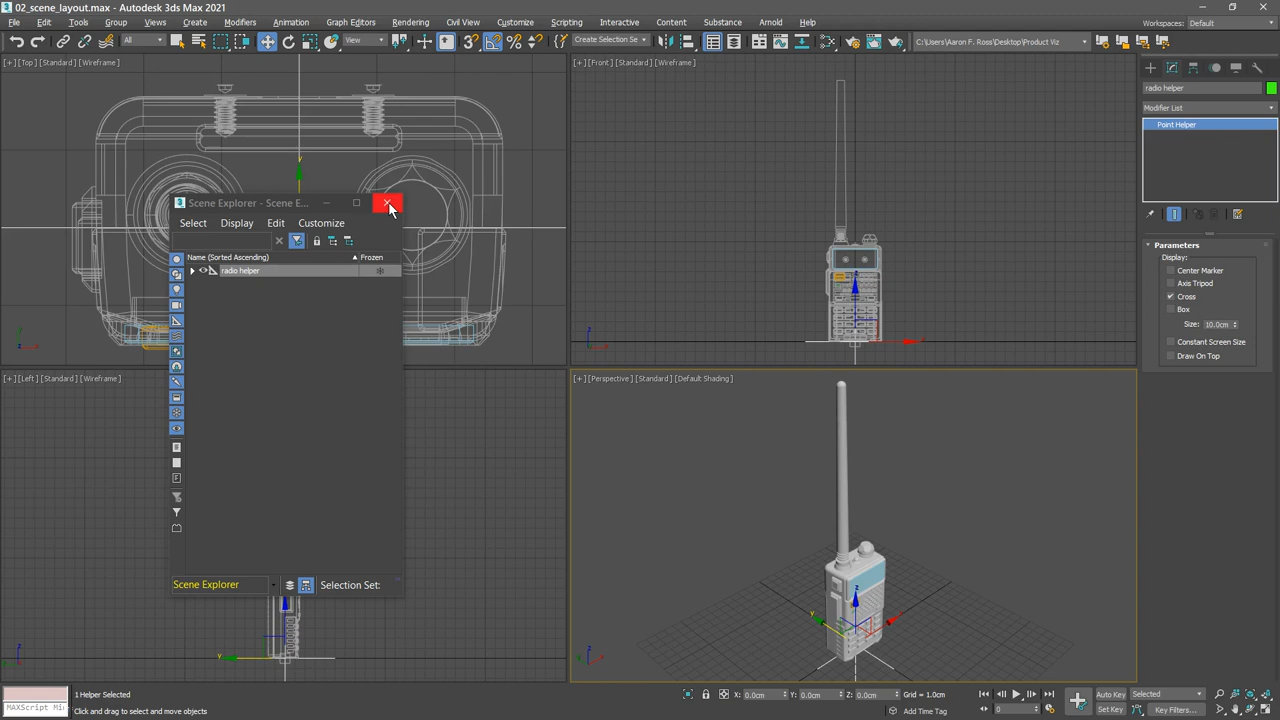 02_scene_layout.max - Autodesk 3ds Max 2021
File Edit Tools Group Views Create Modifiers Animation Graph Editors Rendering Civil View Customize Scripting Interactive Content Substance Arnold Help
Workspaces: Default
All View Create Selection Se C:\Users\Aaron F. Ross\Desktop\Product Viz
[+] [Top] [Standard] [Wireframe]
[+] [Front] [Standard] [Wireframe]
radio helper
Modifier List
Point Helper
Parameters
Display:
Center Marker
Axis Tripod
Cross
Box
Size: 10.0cm
Constant Screen Size
Draw On Top
Scene Explorer - Scene E...
Select Display Edit Customize
Name (Sorted Ascending) Frozen
radio helper
Scene Explorer Selection Set:
[+] [Left] [Standard] [Wireframe]
[+] [Perspective] [Standard] [Default Shading]
MAXScript Mi
1 Helper Selected
Click and drag to select and move objects
X: 0.0cm Y: 0.0cm Z: 0.0cm Grid = 1.0cm
Add Time Tag
0
Auto Key Selected
Set Key Key Filters...